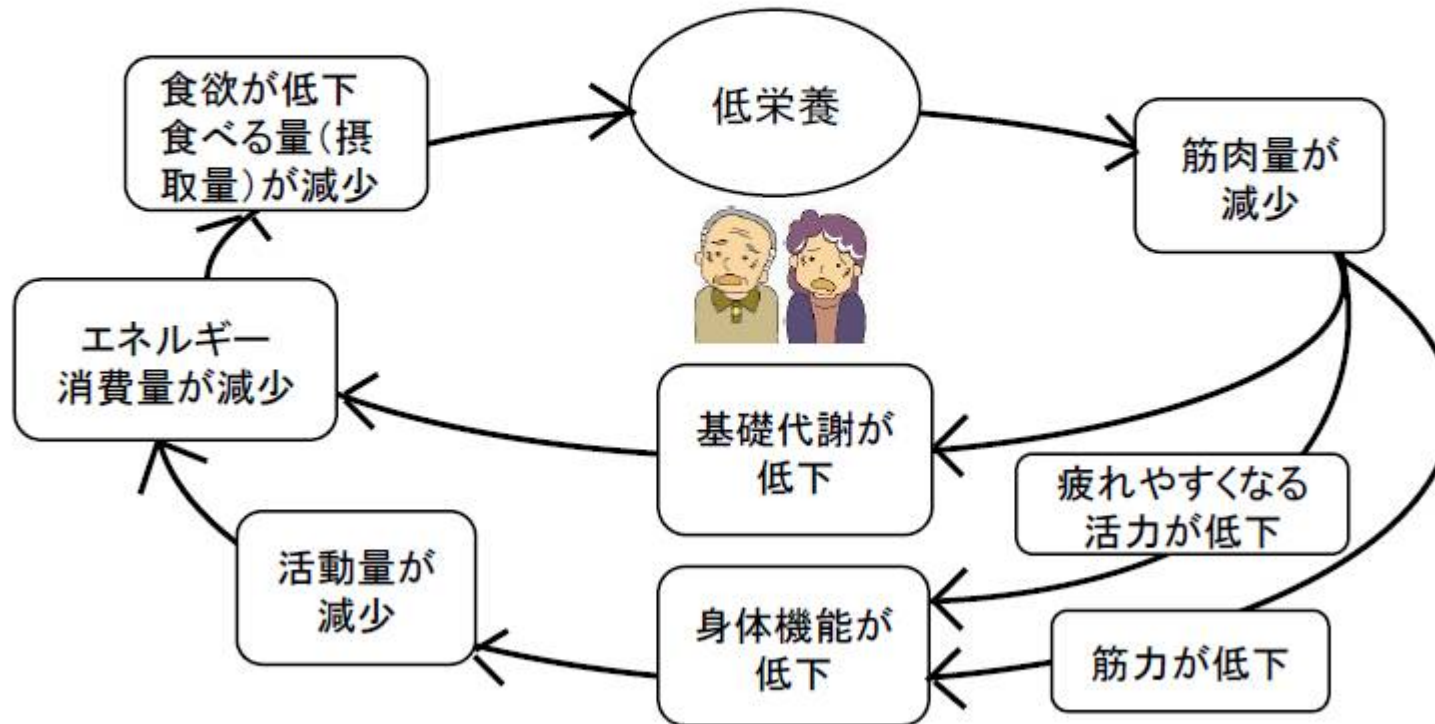 低栄養
筋肉量が
減少
基礎代謝が
低下
疲れやすくなる
活力が低下
筋力が低下
身体機能が
低下
活動量が
減少
エネルギー
消費量が減少
食欲が低下
食べる量(摂
取量)が減少